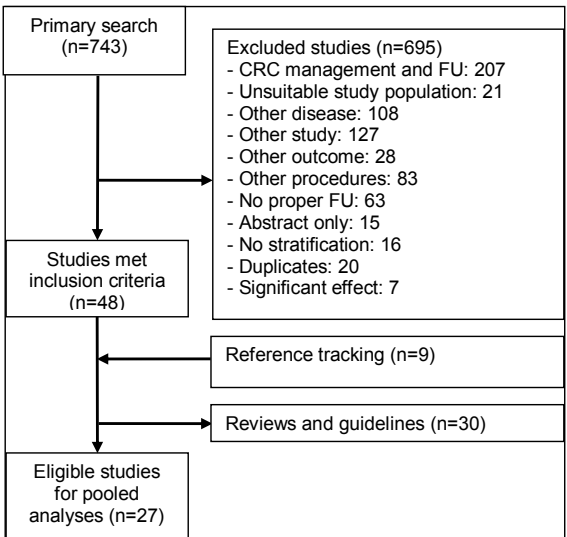 Primary search
(n=743)
Excluded studies (n=695)
- CRC management and FU: 207
- Unsuitable study population: 21
- Other disease: 108
- Other study: 127
- Other outcome: 28
- Other procedures: 83
- No proper FU: 63
- Abstract only: 15
- No stratification: 16
- Duplicates: 20
- Significant effect: 7
Studies met
inclusion criteria
(n=48)
Reference tracking (n=9)
Reviews and guidelines (n=30)
Eligible studies
for pooled
analyses (n=27)